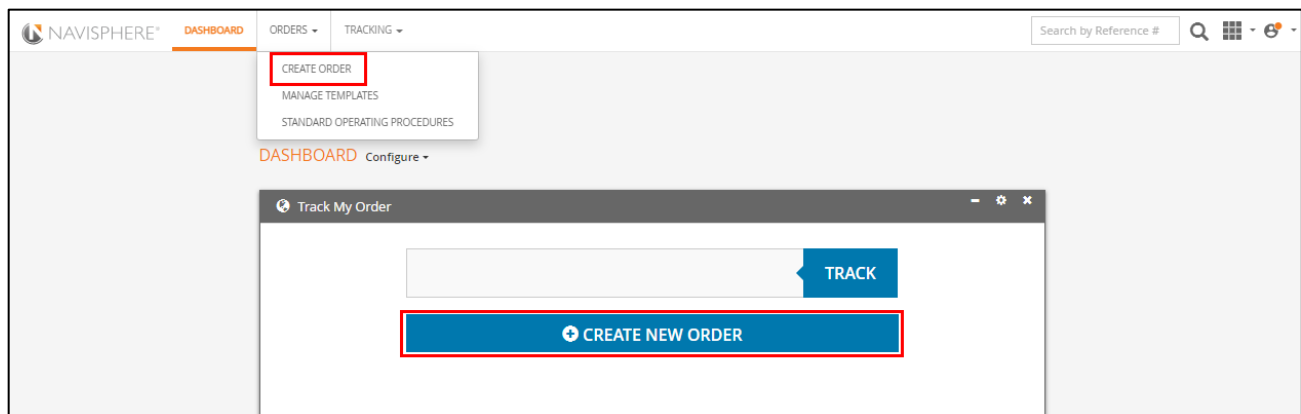 NAVISPHERE® DASHBOARD ORDERS TRACKING Search by Reference #
CREATE ORDER
MANAGE TEMPLATES
STANDARD OPERATING PROCEDURES
DASHBOARD Configure
Track My Order
TRACK
CREATE NEW ORDER